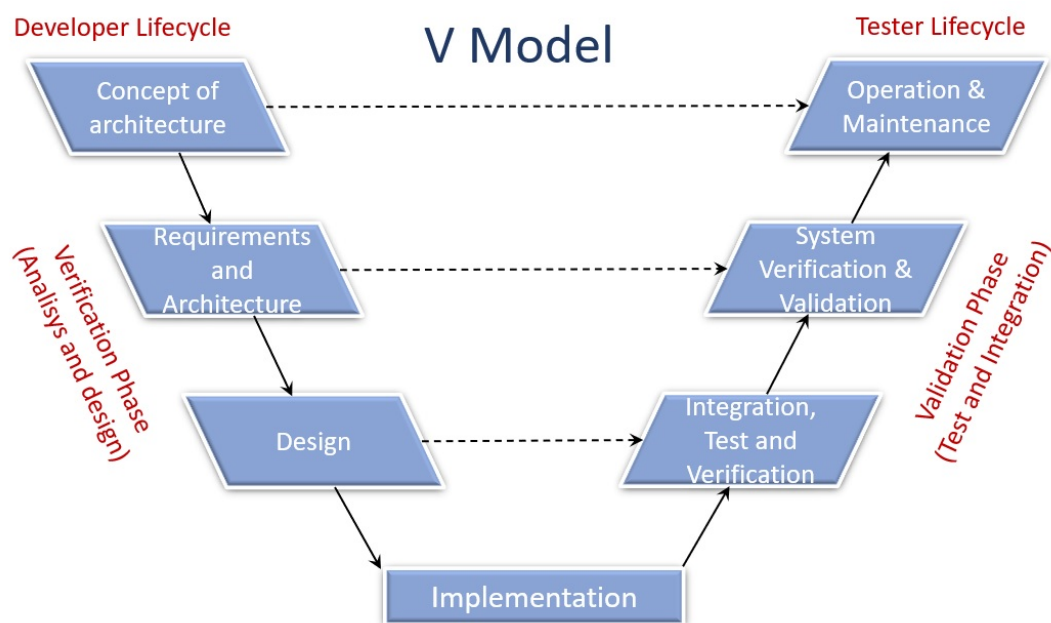 Developer Lifecycle
V Model
Tester Lifecycle
Concept of
architecture
Operation &
Maintenance
Requirements
and
Architecture
System
Verification &
Validation
Verification Phase
(Analisys and design)
Validation Phase
(Test and Integration)
Design
Integration,
Test and
Verification
Implementation